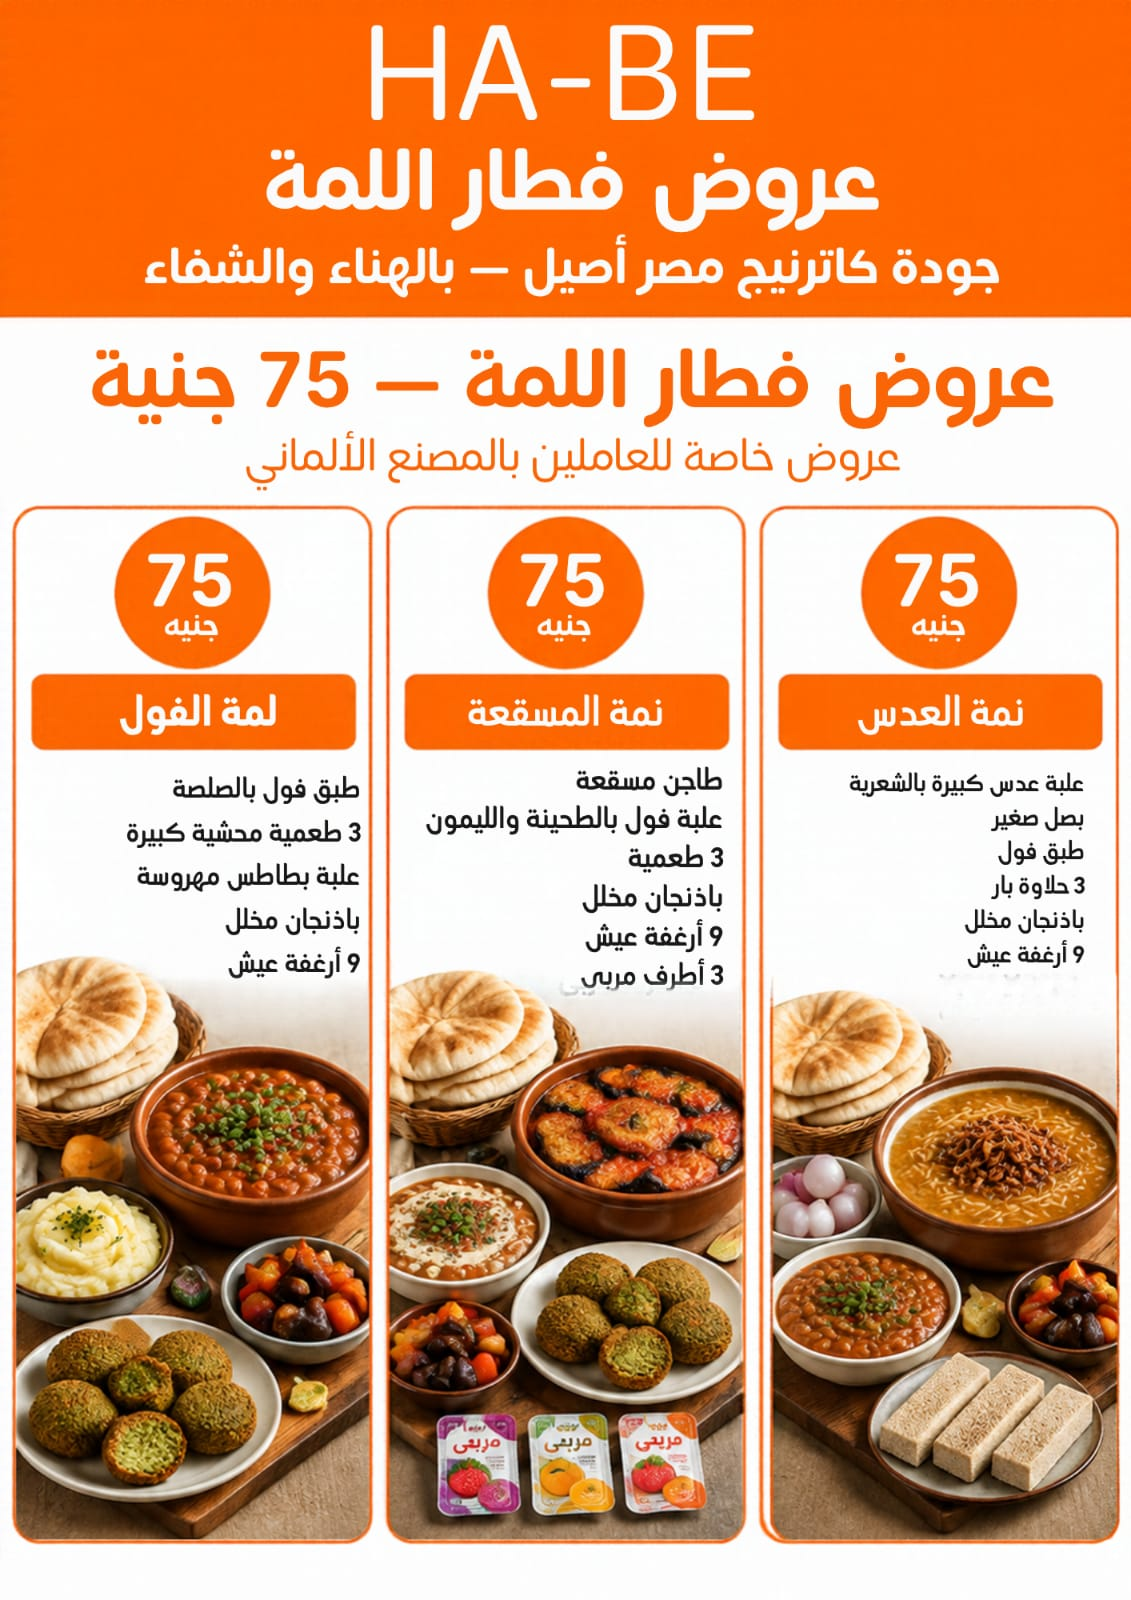 HA-BE
عروض فطار اللمة
جودة كاترنيج مصر أصيل – بالهناء والشفاء
عروض فطار اللمة – 75 جنية
عروض خاصة للعاملين بالمصنع الألماني
75
جنيه
نمة العدس
علبة عدس كبيرة بالشعرية
بصل صغير
طبق فول
3 حلاوة بار
باذنجان مخلل
9 أرغفة عيش
75
جنيه
نمة المسقعة
طاجن مسقعة
علبة فول بالطحينة والليمون
3 طعمية
باذنجان مخلل
9 أرغفة عيش
3 أطرف مربى
75
جنيه
لمة الفول
طبق فول بالصلصة
3 طعمية محشية كبيرة
علبة بطاطس مهروسة
باذنجان مخلل
9 أرغفة عيش
مربعى
مربعى
مربعى